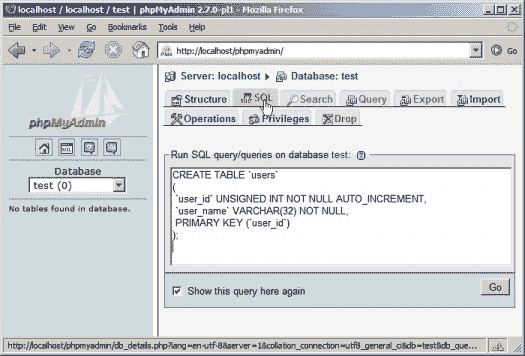 localhost / localhost / test | phpMyAdmin 2.7.0-pl1 - Mozilla Firefox
File Edit View Go Bookmarks Tools Help
http://localhost/phpmyadmin/
Go
phpMyAdmin
SQL
Database
test (0)
No tables found in database.
Server: localhost Database: test
Structure SQL Search Query Export Import
Operations Privileges Drop
Run SQL query/queries on database test:
CREATE TABLE `users`
(
`user_id` UNSIGNED INT NOT NULL AUTO_INCREMENT,
`user_name` VARCHAR(32) NOT NULL,
PRIMARY KEY (`user_id`)
);
Show this query here again
Go
http://localhost/phpmyadmin/db_details.php?lang=en-utf-8&server=1&collation_connection=utf8_general_ci&db=test&db_que...